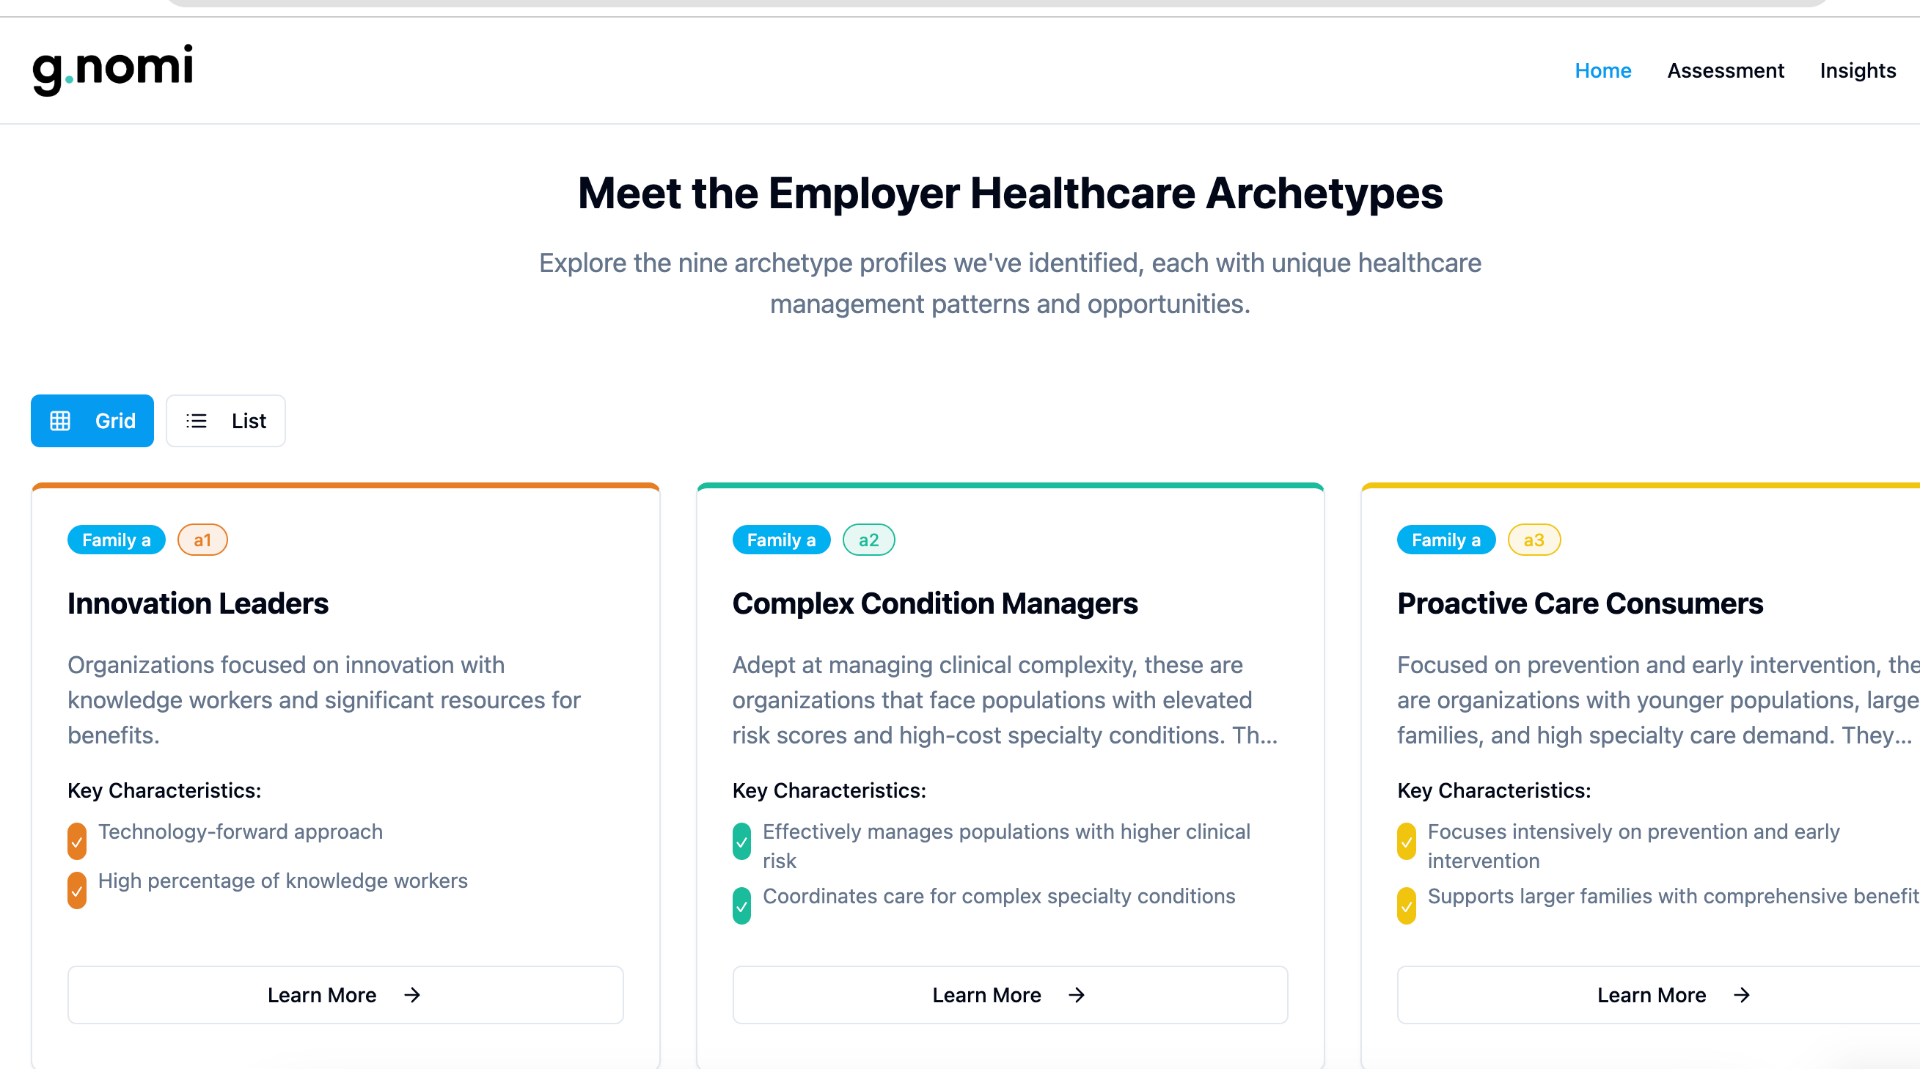 g.nomi
Home Assessment Insights
Meet the Employer Healthcare Archetypes
Explore the nine archetype profiles we've identified, each with unique healthcare
management patterns and opportunities.
Grid List
Family a a1
Innovation Leaders
Organizations focused on innovation with
knowledge workers and significant resources for
benefits.
Key Characteristics:
Technology-forward approach
High percentage of knowledge workers
Learn More →
Family a a2
Complex Condition Managers
Adept at managing clinical complexity, these are
organizations that face populations with elevated
risk scores and high-cost specialty conditions. Th...
Key Characteristics:
Effectively manages populations with higher clinical
risk
Coordinates care for complex specialty conditions
Learn More →
Family a a3
Proactive Care Consumers
Focused on prevention and early intervention, the
are organizations with younger populations, large
families, and high specialty care demand. They...
Key Characteristics:
Focuses intensively on prevention and early
intervention
Supports larger families with comprehensive benefit
Learn More →